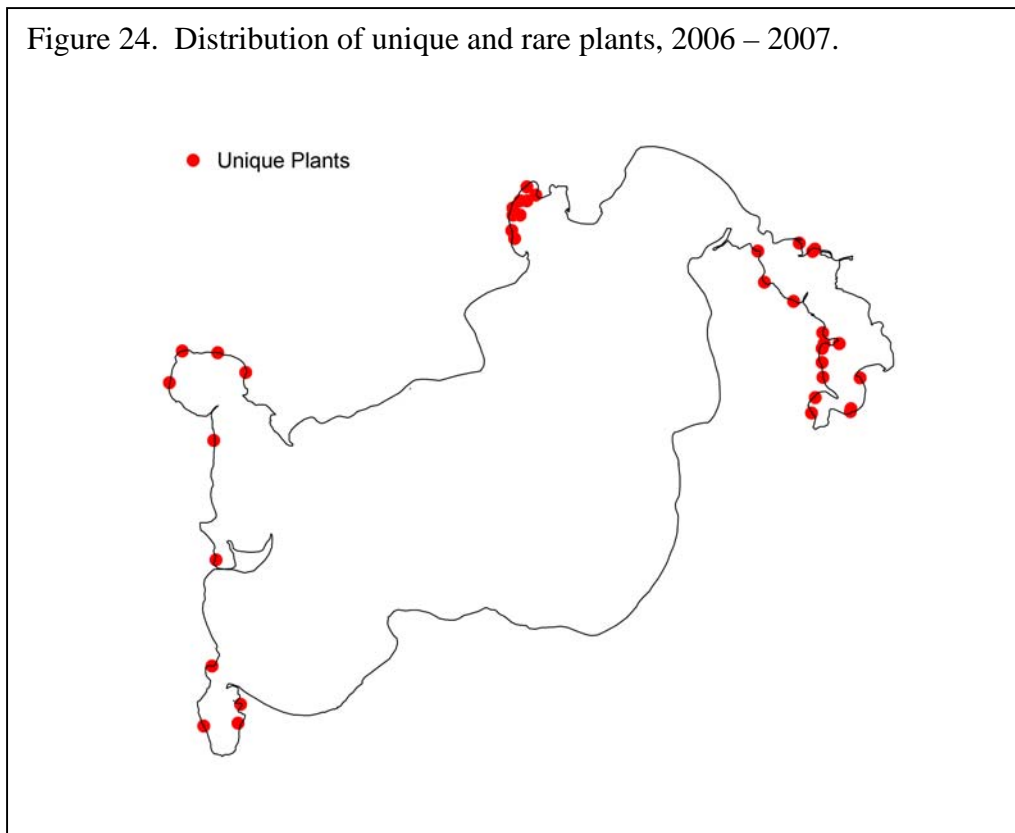 Figure 24.  Distribution of unique and rare plants, 2006 – 2007.
Unique Plants